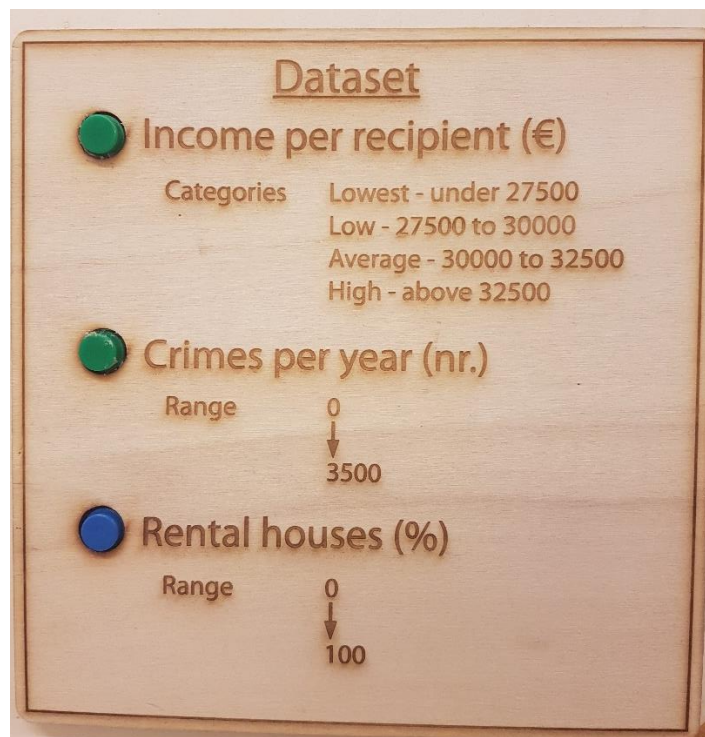 Dataset
Income per recipient (€)
Categories Lowest - under 27500
Low - 27500 to 30000
Average - 30000 to 32500
High - above 32500
Crimes per year (nr.)
Range 0
3500
Rental houses (%)
Range 0
100